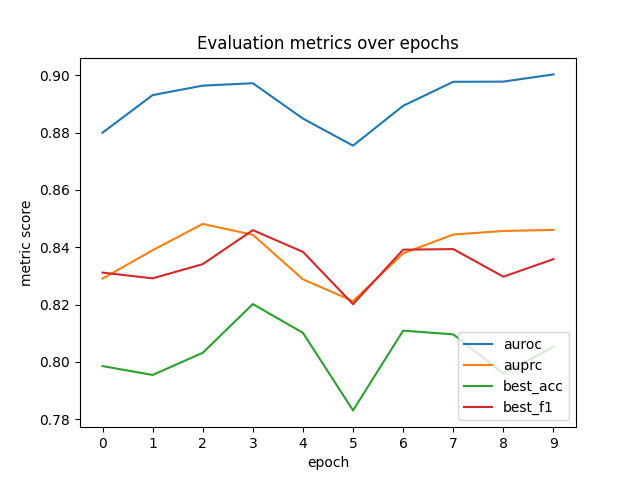 Evaluation metrics over epochs
metric score
0.90
0.88
0.86
0.84
0.82
0.80
0.78
0 1 2 3 4 5 6 7 8 9
epoch
auroc
auprc
best_acc
best_f1